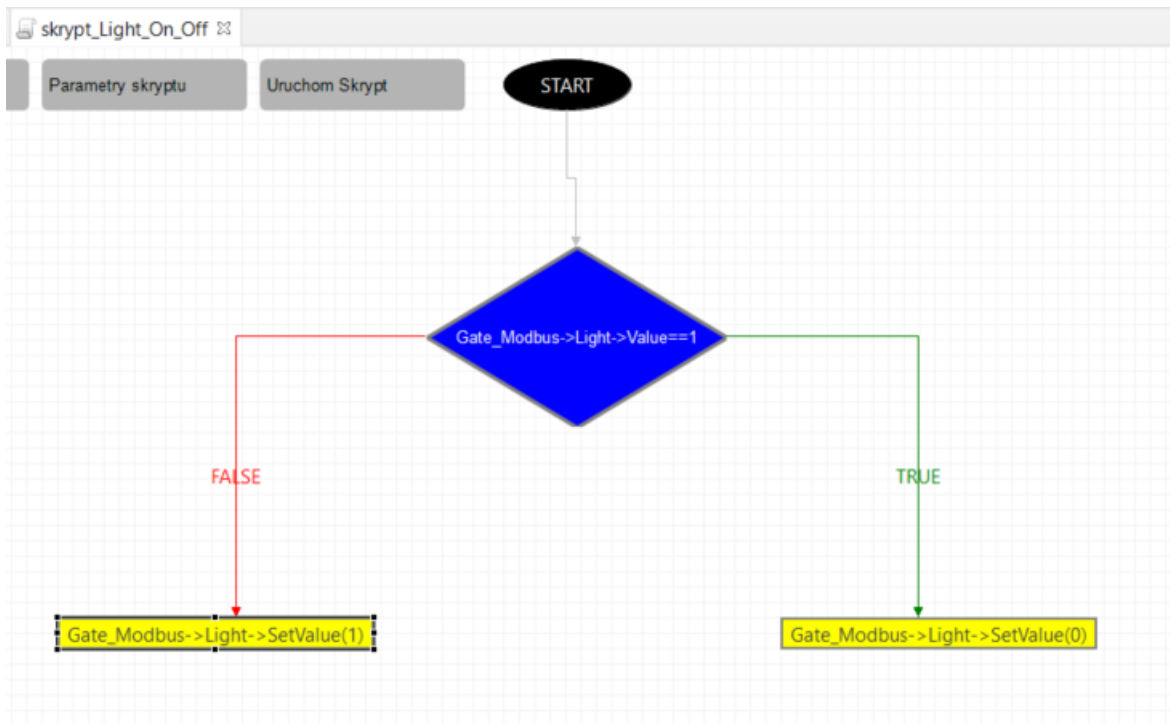 skrypt_Light_On_Off
Parametry skryptu
Uruchom Skrypt
START
Gate_Modbus->Light->Value==1
FALSE
TRUE
Gate_Modbus->Light->SetValue(1)
Gate_Modbus->Light->SetValue(0)